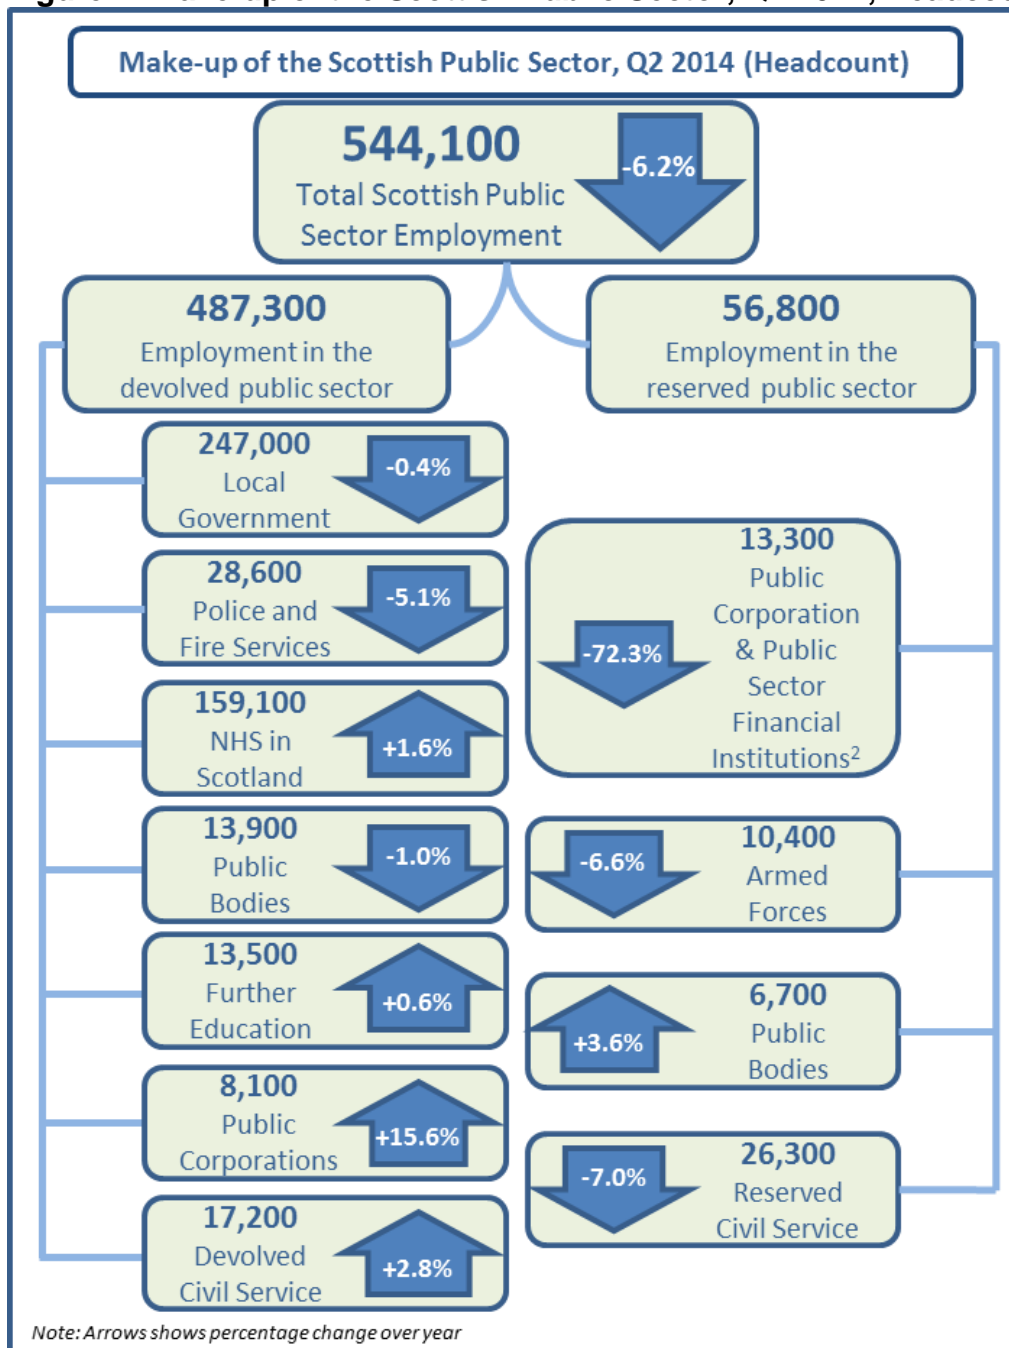 Make-up of the Scottish Public Sector, Q2 2014 (Headcount)
544,100
Total Scottish Public
Sector Employment
-6.2%
487,300
Employment in the
devolved public sector
56,800
Employment in the
reserved public sector
247,000
Local
Government
-0.4%
28,600
Police and
Fire Services
-5.1%
159,100
NHS in
Scotland
+1.6%
13,900
Public
Bodies
-1.0%
13,500
Further
Education
+0.6%
8,100
Public
Corporations
+15.6%
17,200
Devolved
Civil Service
+2.8%
13,300
Public
Corporation
& Public
Sector
Financial
Institutions²
-72.3%
10,400
Armed
Forces
-6.6%
6,700
Public
Bodies
+3.6%
26,300
Reserved
Civil Service
-7.0%
Note: Arrows shows percentage change over year